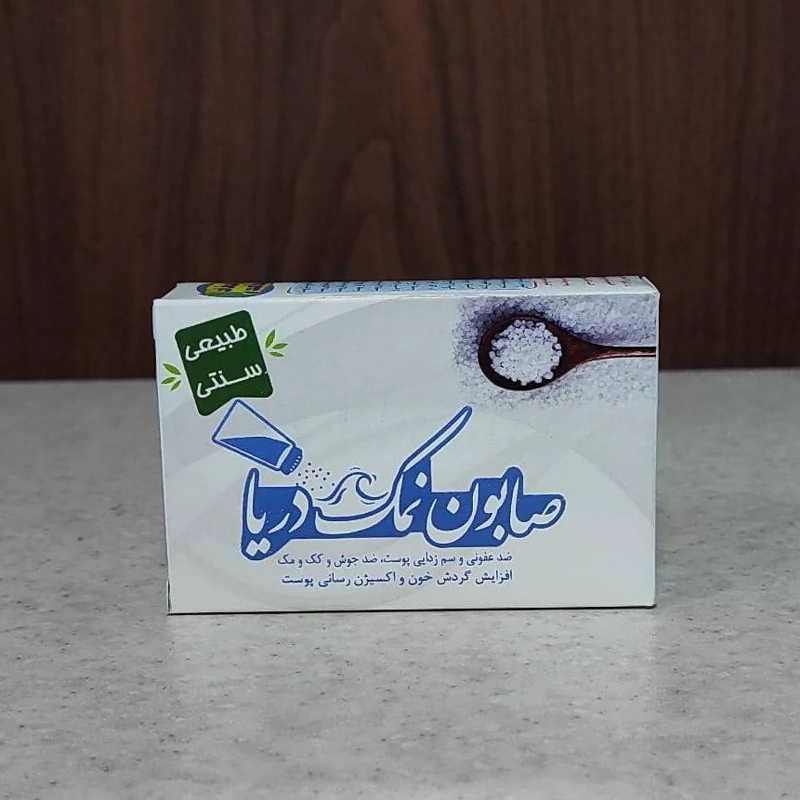 طبیعی
سنتی
صابون نمک دریا
ضد عفونی و سم زدایی پوست، ضد جوش و کک و مک
افزایش گردش خون و اکسیژن رسانی پوست